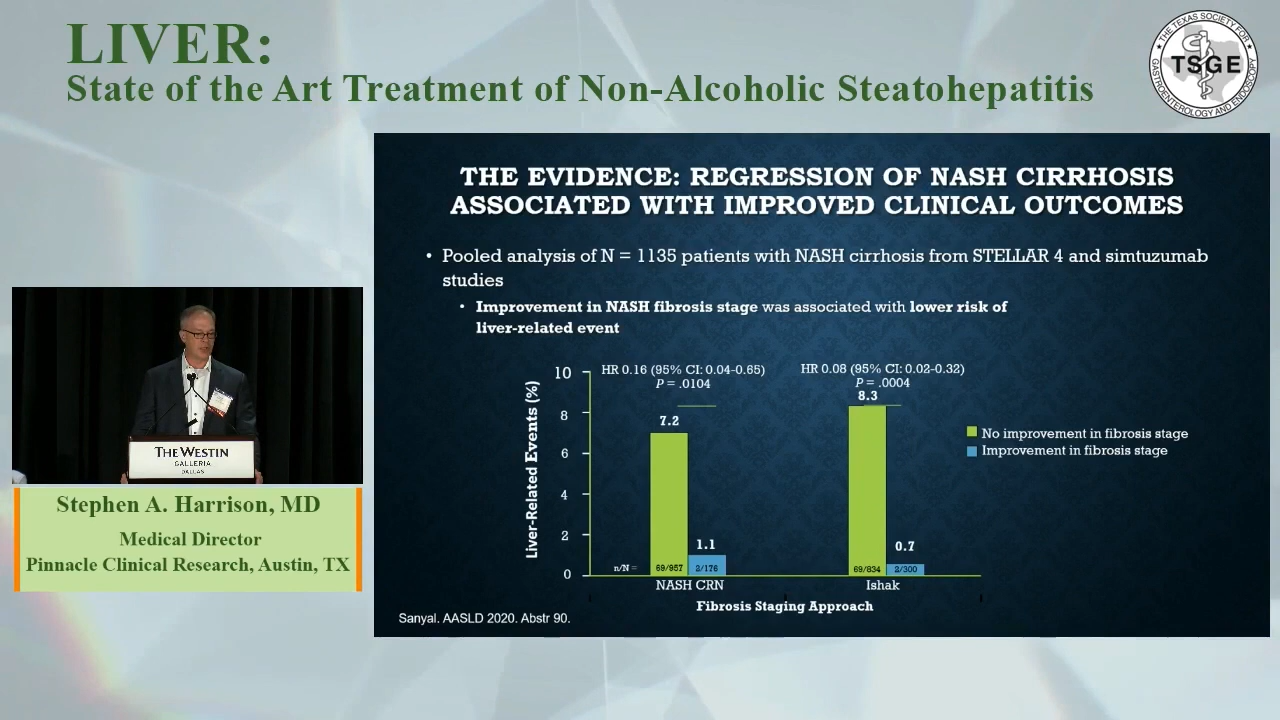 LIVER:
State of the Art Treatment of Non-Alcoholic Steatohepatitis
THE TEXAS SOCIETY FOR
TSGE
GASTROENTEROLOGY AND ENDOSCOPY
THE EVIDENCE: REGRESSION OF NASH CIRRHOSIS
ASSOCIATED WITH IMPROVED CLINICAL OUTCOMES
• Pooled analysis of N = 1135 patients with NASH cirrhosis from STELLAR 4 and simtuzumab
studies
• Improvement in NASH fibrosis stage was associated with lower risk of
liver-related event
HR 0.16 (95% CI: 0.04-0.65)
P = .0104
HR 0.08 (95% CI: 0.02-0.32)
P = .0004
Liver-Related Events (%)
10
8
6
4
2
0
7.2
1.1
8.3
0.7
n/N =
69/957
2/176
69/834
2/300
NASH CRN
Ishak
Fibrosis Staging Approach
No improvement in fibrosis stage
Improvement in fibrosis stage
Sanyal. AASLD 2020. Abstr 90.
THE WESTIN
GALLERIA
DALLAS
Stephen A. Harrison, MD
Medical Director
Pinnacle Clinical Research, Austin, TX